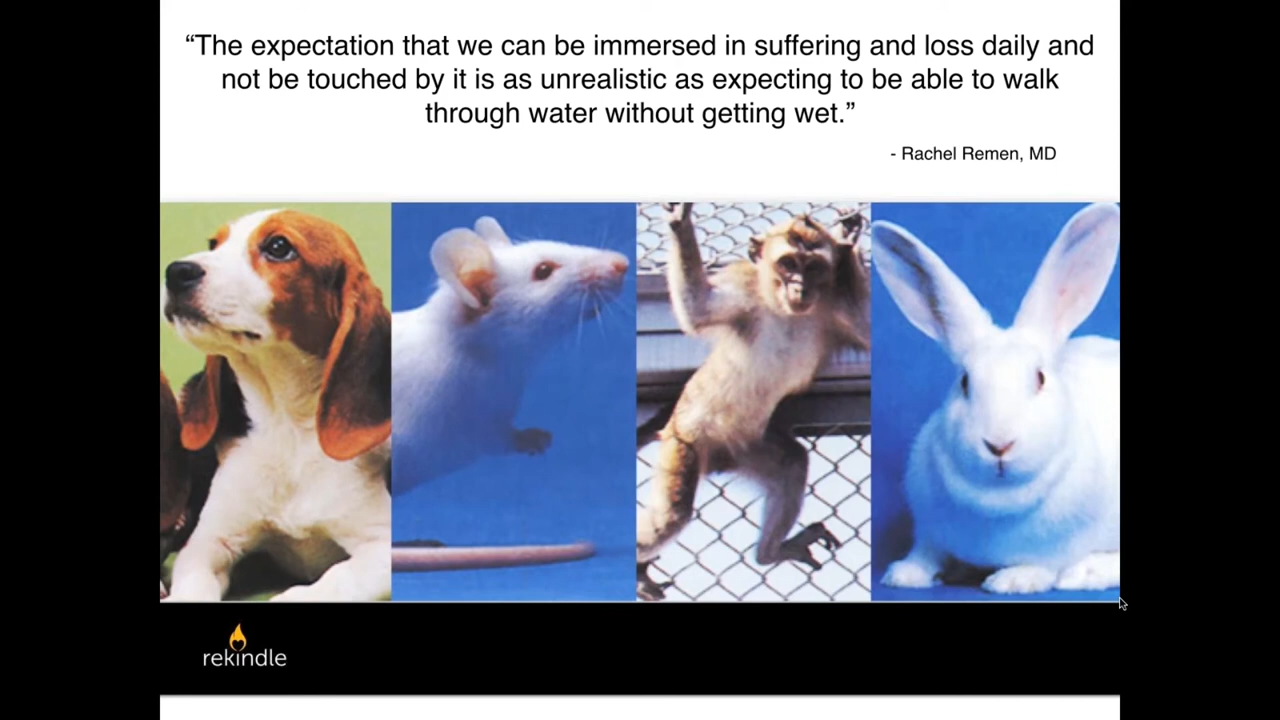 “The expectation that we can be immersed in suffering and loss daily and
not be touched by it is as unrealistic as expecting to be able to walk
through water without getting wet.”
- Rachel Remen, MD
rekindle